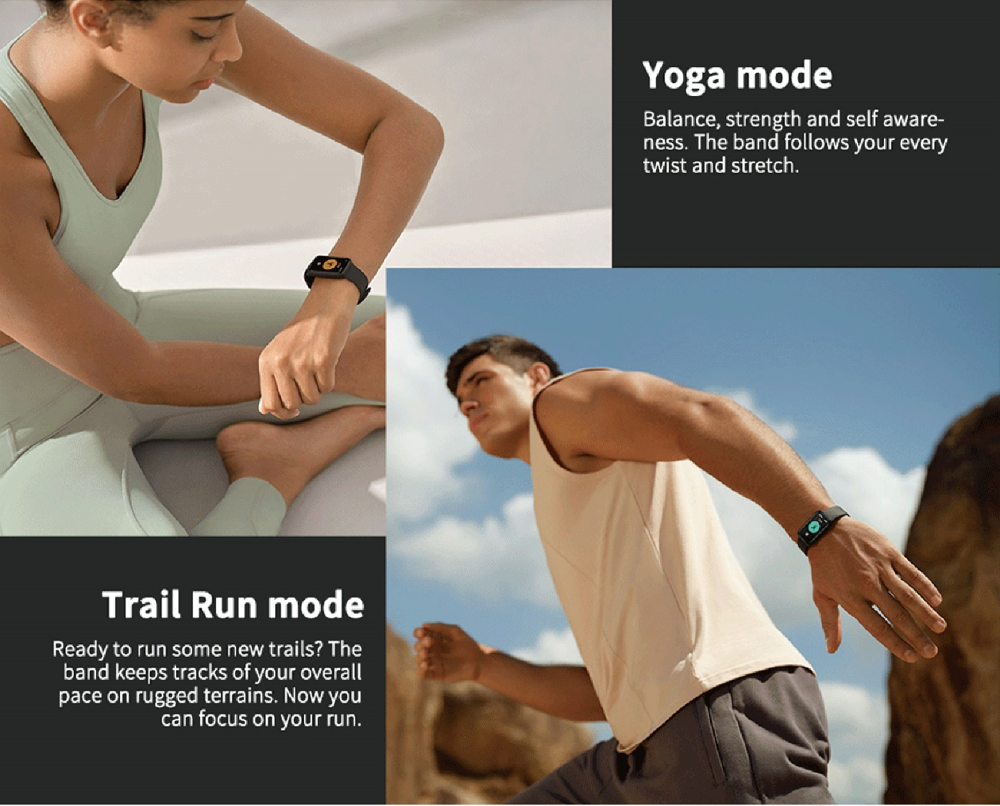 Yoga mode
Balance, strength and self aware-
ness. The band follows your every
twist and stretch.
Trail Run mode
Ready to run some new trails? The
band keeps tracks of your overall
pace on rugged terrains. Now you
can focus on your run.